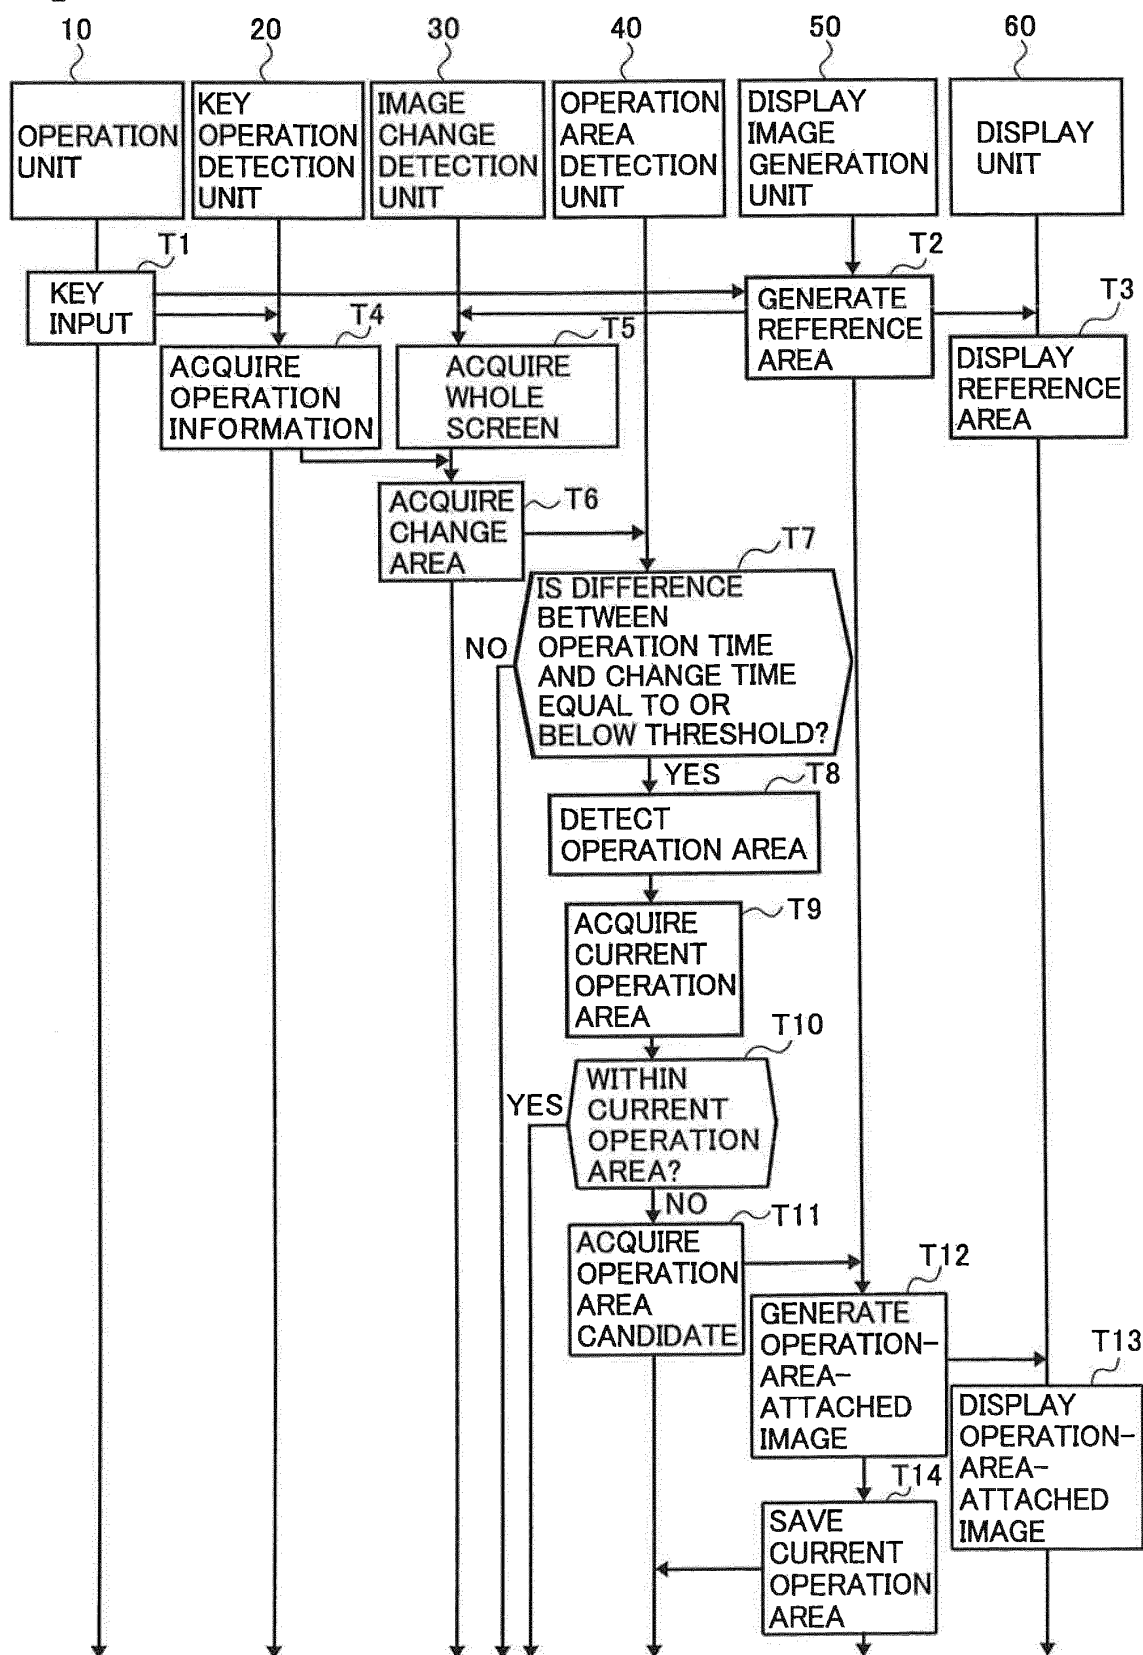 10
20
30
40
50
60
OPERATION
UNIT
KEY
OPERATION
DETECTION
UNIT
IMAGE
CHANGE
DETECTION
UNIT
OPERATION
AREA
DETECTION
UNIT
DISPLAY
IMAGE
GENERATION
UNIT
DISPLAY
UNIT
T1
KEY
INPUT
T2
GENERATE
REFERENCE
AREA
T3
DISPLAY
REFERENCE
AREA
T4
ACQUIRE
OPERATION
INFORMATION
T5
ACQUIRE
WHOLE
SCREEN
T6
ACQUIRE
CHANGE
AREA
T7
IS DIFFERENCE
BETWEEN
OPERATION TIME
AND CHANGE TIME
EQUAL TO OR
BELOW THRESHOLD?
NO
YES
T8
DETECT
OPERATION AREA
T9
ACQUIRE
CURRENT
OPERATION
AREA
T10
WITHIN
CURRENT
OPERATION
AREA?
YES
NO
T11
ACQUIRE
OPERATION
AREA
CANDIDATE
T12
GENERATE
OPERATION-
AREA-
ATTACHED
IMAGE
T13
DISPLAY
OPERATION-
AREA-
ATTACHED
IMAGE
T14
SAVE
CURRENT
OPERATION
AREA